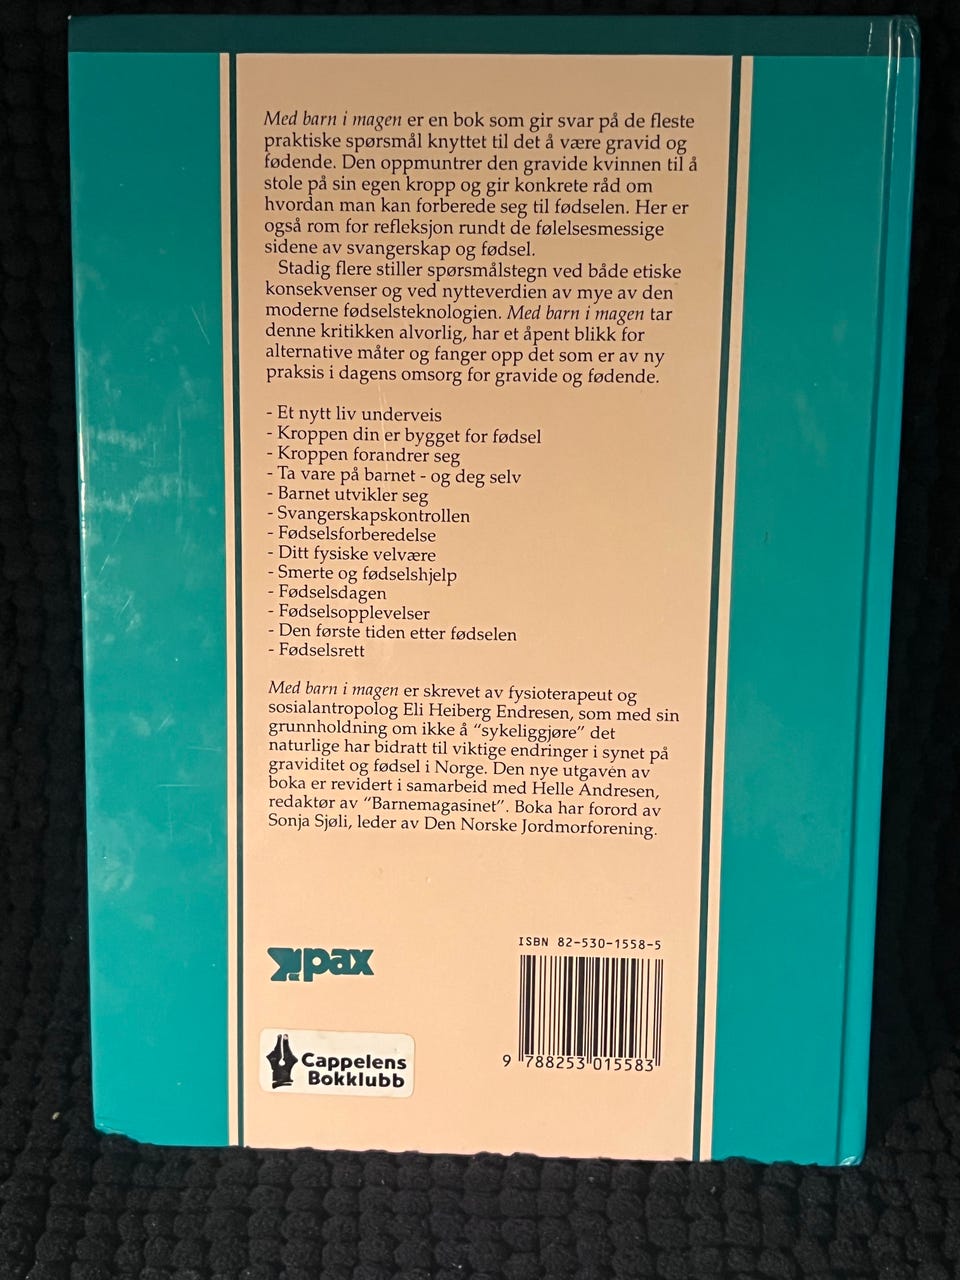 Med barn i magen er en bok som gir svar på de fleste
praktiske spørsmål knyttet til det å være gravid og
fødende. Den oppmuntrer den gravide kvinnen til å
stole på sin egen kropp og gir konkrete råd om
hvordan man kan forberede seg til fødselen. Her er
også rom for refleksjon rundt de følelsesmessige
sidene av svangerskap og fødsel.
Stadig flere stiller spørsmålstegn ved både etiske
konsekvenser og ved nytteverdien av mye av den
moderne fødselsteknologien. Med barn i magen tar
denne kritikken alvorlig, har et åpent blikk for
alternative måter og fanger opp det som er av ny
praksis i dagens omsorg for gravide og fødende.
- Et nytt liv underveis
- Kroppen din er bygget for fødsel
- Kroppen forandrer seg
- Ta vare på barnet - og deg selv
- Barnet utvikler seg
- Svangerskapskontrollen
- Fødselsforberedelse
- Ditt fysiske velvære
- Smerte og fødselshjelp
- Fødselsdagen
- Fødselsopplevelser
- Den første tiden etter fødselen
- Fødselsrett
Med barn i magen er skrevet av fysioterapeut og
sosialantropolog Eli Heiberg Endresen, som med sin
grunnholdning om ikke å "sykeliggjøre" det
naturlige har bidratt til viktige endringer i synet på
graviditet og fødsel i Norge. Den nye utgaven av
boka er revidert i samarbeid med Helle Andresen,
redaktør av "Barnemagasinet". Boka har forord av
Sonja Sjøli, leder av Den Norske Jordmorforening.
pax
ISBN 82-530-1558-5
9 788253 015583
Cappelens
Bokklubb